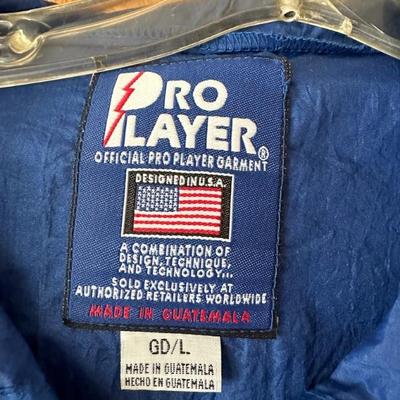 PRO
PLAYER®
OFFICIAL PRO PLAYER GARMENT
DESIGNED IN U.S.A.
A COMBINATION OF
DESIGN, TECHNIQUE,
AND TECHNOLOGY...
SOLD EXCLUSIVELY AT
AUTHORIZED RETAILERS WORLDWIDE
MADE IN GUATEMALA
GD/L
MADE IN GUATEMALA
HECHO EN GUATEMALA